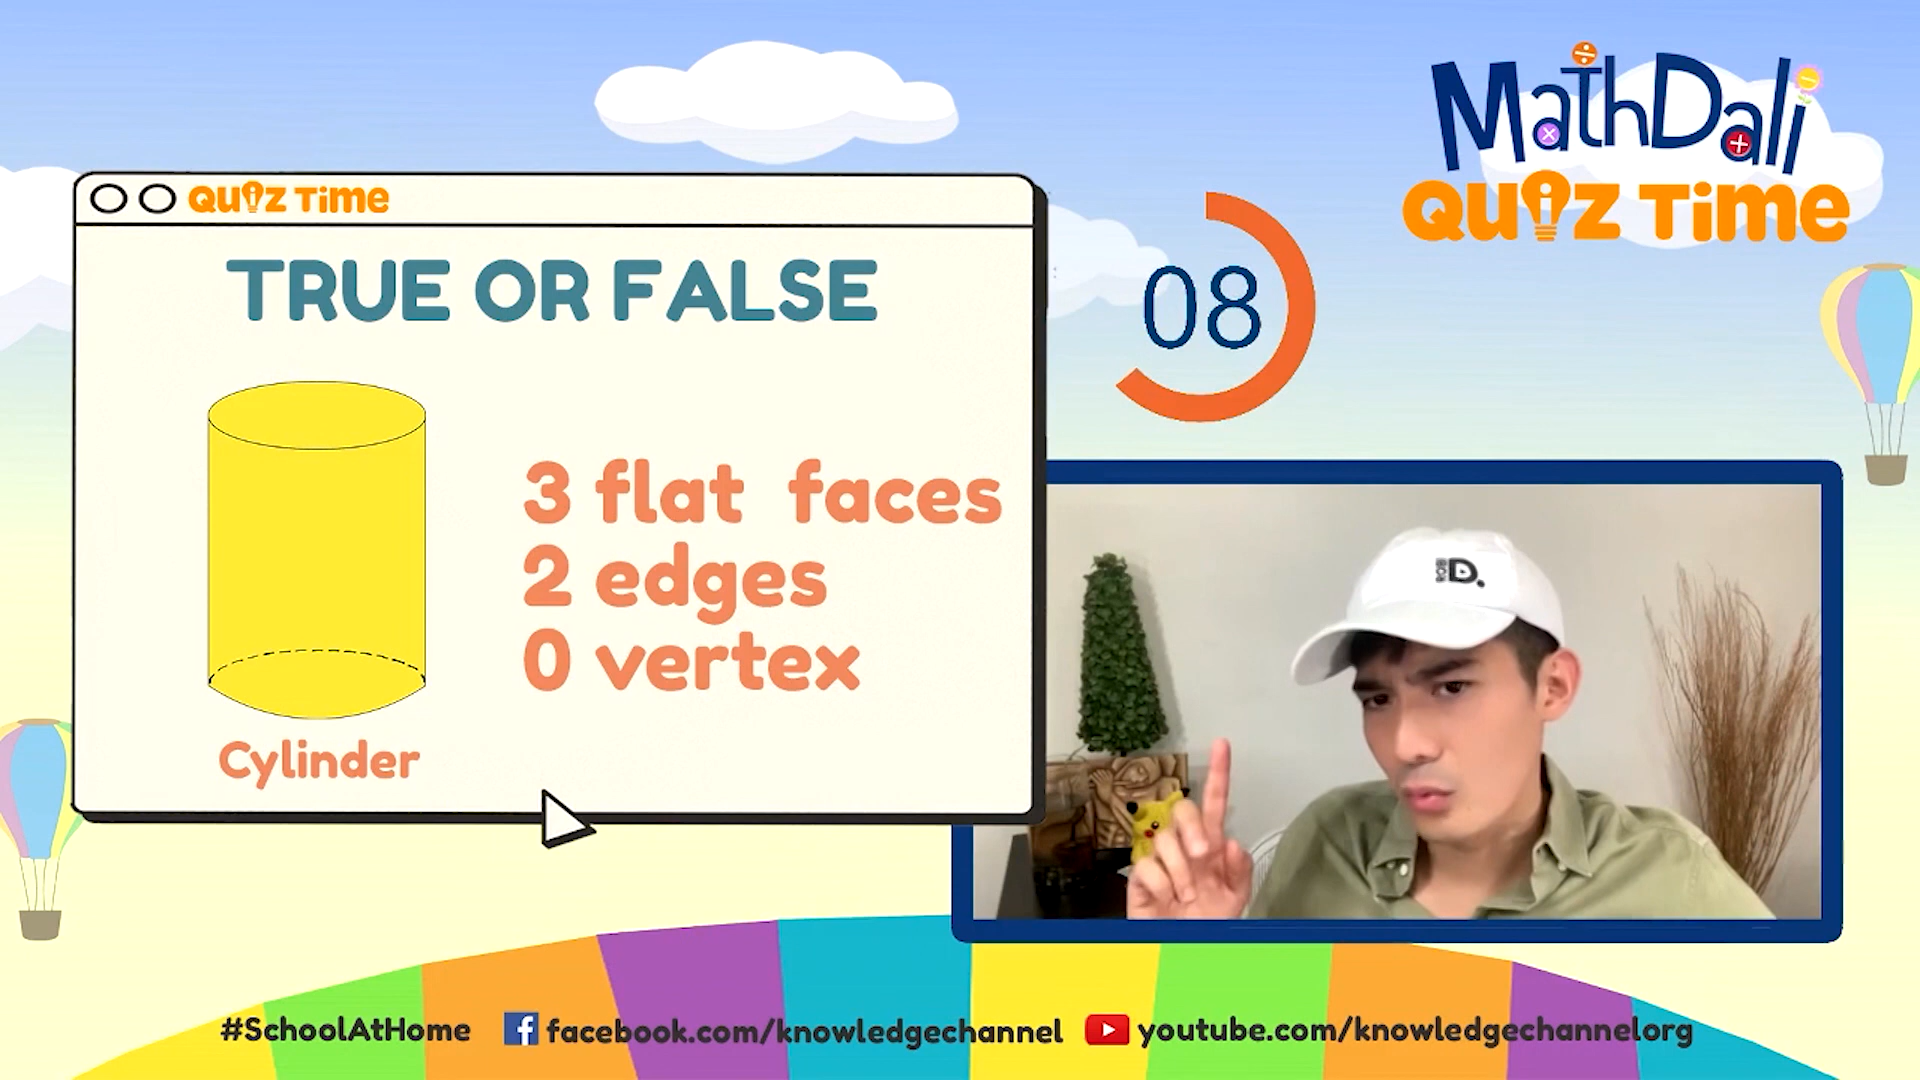 MathDali
QUIZ TIME
QUIZ TIME
TRUE OR FALSE
08
3 flat faces
2 edges
0 vertex
Cylinder
D.
#SchoolAtHome
facebook.com/knowledgechannel
youtube.com/knowledgechannelorg